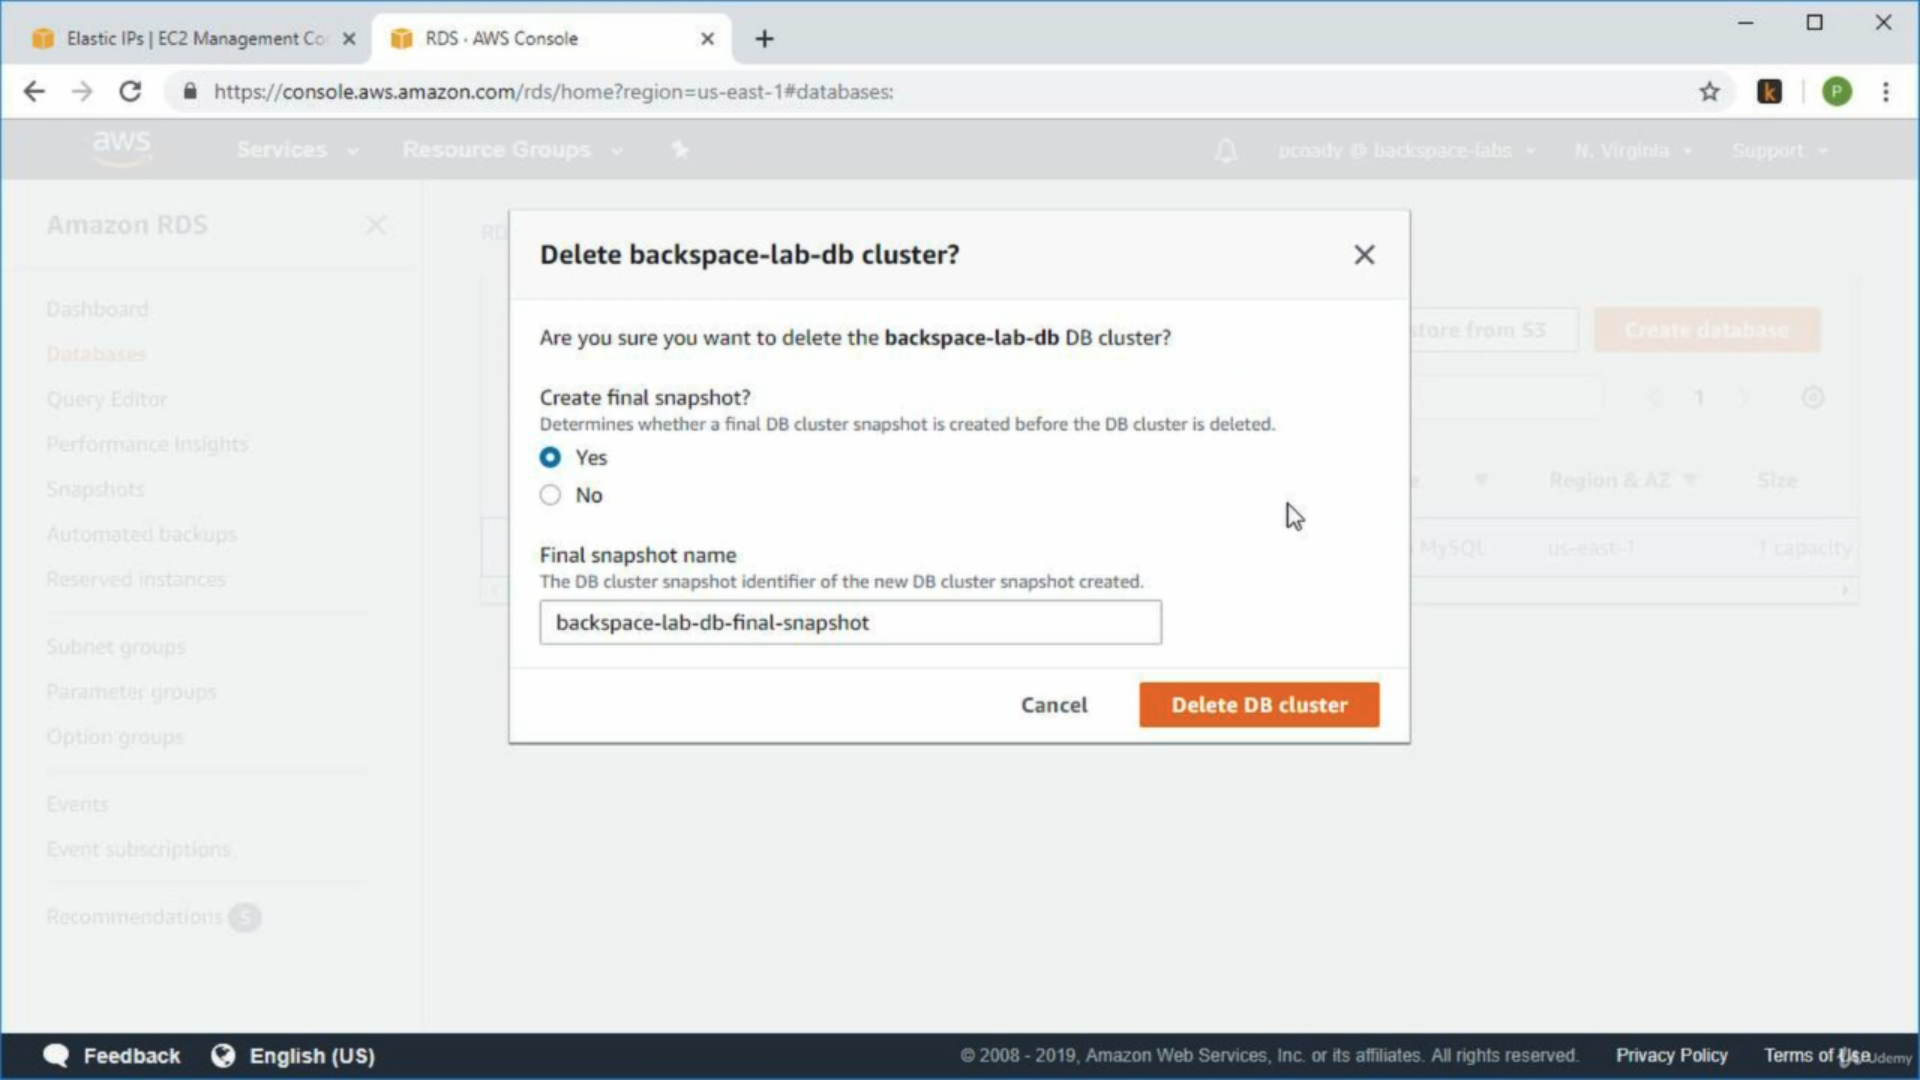 Elastic IPs | EC2 Management Co
RDS · AWS Console
https://console.aws.amazon.com/rds/home?region=us-east-1#databases:
k
P
aws
Services
Resource Groups
pcoady @ backspace-labs
N. Virginia
Support
Amazon RDS
Dashboard
Databases
Query Editor
Performance Insights
Snapshots
Automated backups
Reserved instances
Subnet groups
Parameter groups
Option groups
Events
Event subscriptions
Recommendations 5
RD
Delete backspace-lab-db cluster?
Are you sure you want to delete the backspace-lab-db DB cluster?
Create final snapshot?
Determines whether a final DB cluster snapshot is created before the DB cluster is deleted.
Yes
No
Final snapshot name
The DB cluster snapshot identifier of the new DB cluster snapshot created.
backspace-lab-db-final-snapshot
Cancel
Delete DB cluster
store from S3
Create database
1
Region & AZ
Size
MySQL
us-east-1
1 capacity
Feedback
English (US)
© 2008 - 2019, Amazon Web Services, Inc. or its affiliates. All rights reserved.
Privacy Policy
Terms of Use
Udemy